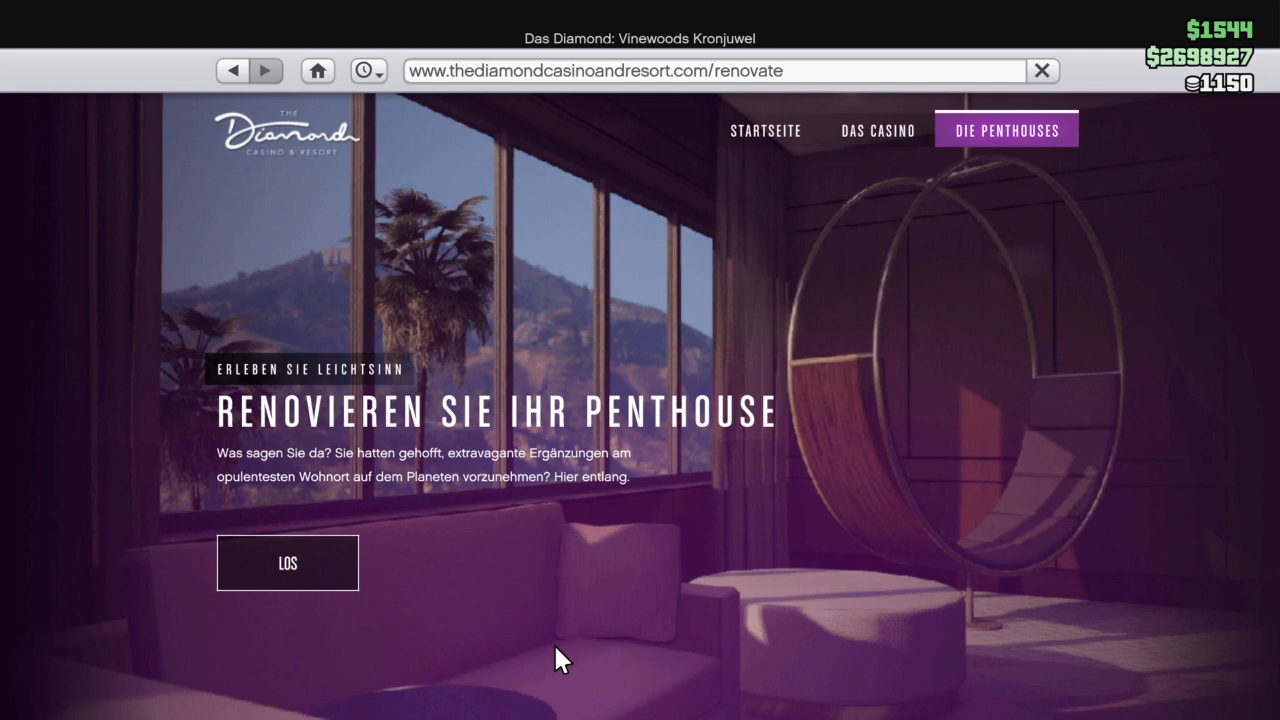 Das Diamond: Vinewoods Kronjuwel
$1544
$2698927
1150
www.thediamondcasinoandresort.com/renovate
THE
Diamond
CASINO & RESORT
STARTSEITE
DAS CASINO
DIE PENTHOUSES
ERLEBEN SIE LEICHTSINN
RENOVIEREN SIE IHR PENTHOUSE
Was sagen Sie da? Sie hatten gehofft, extravagante Ergänzungen am
opulentesten Wohnort auf dem Planeten vorzunehmen? Hier entlang.
LOS